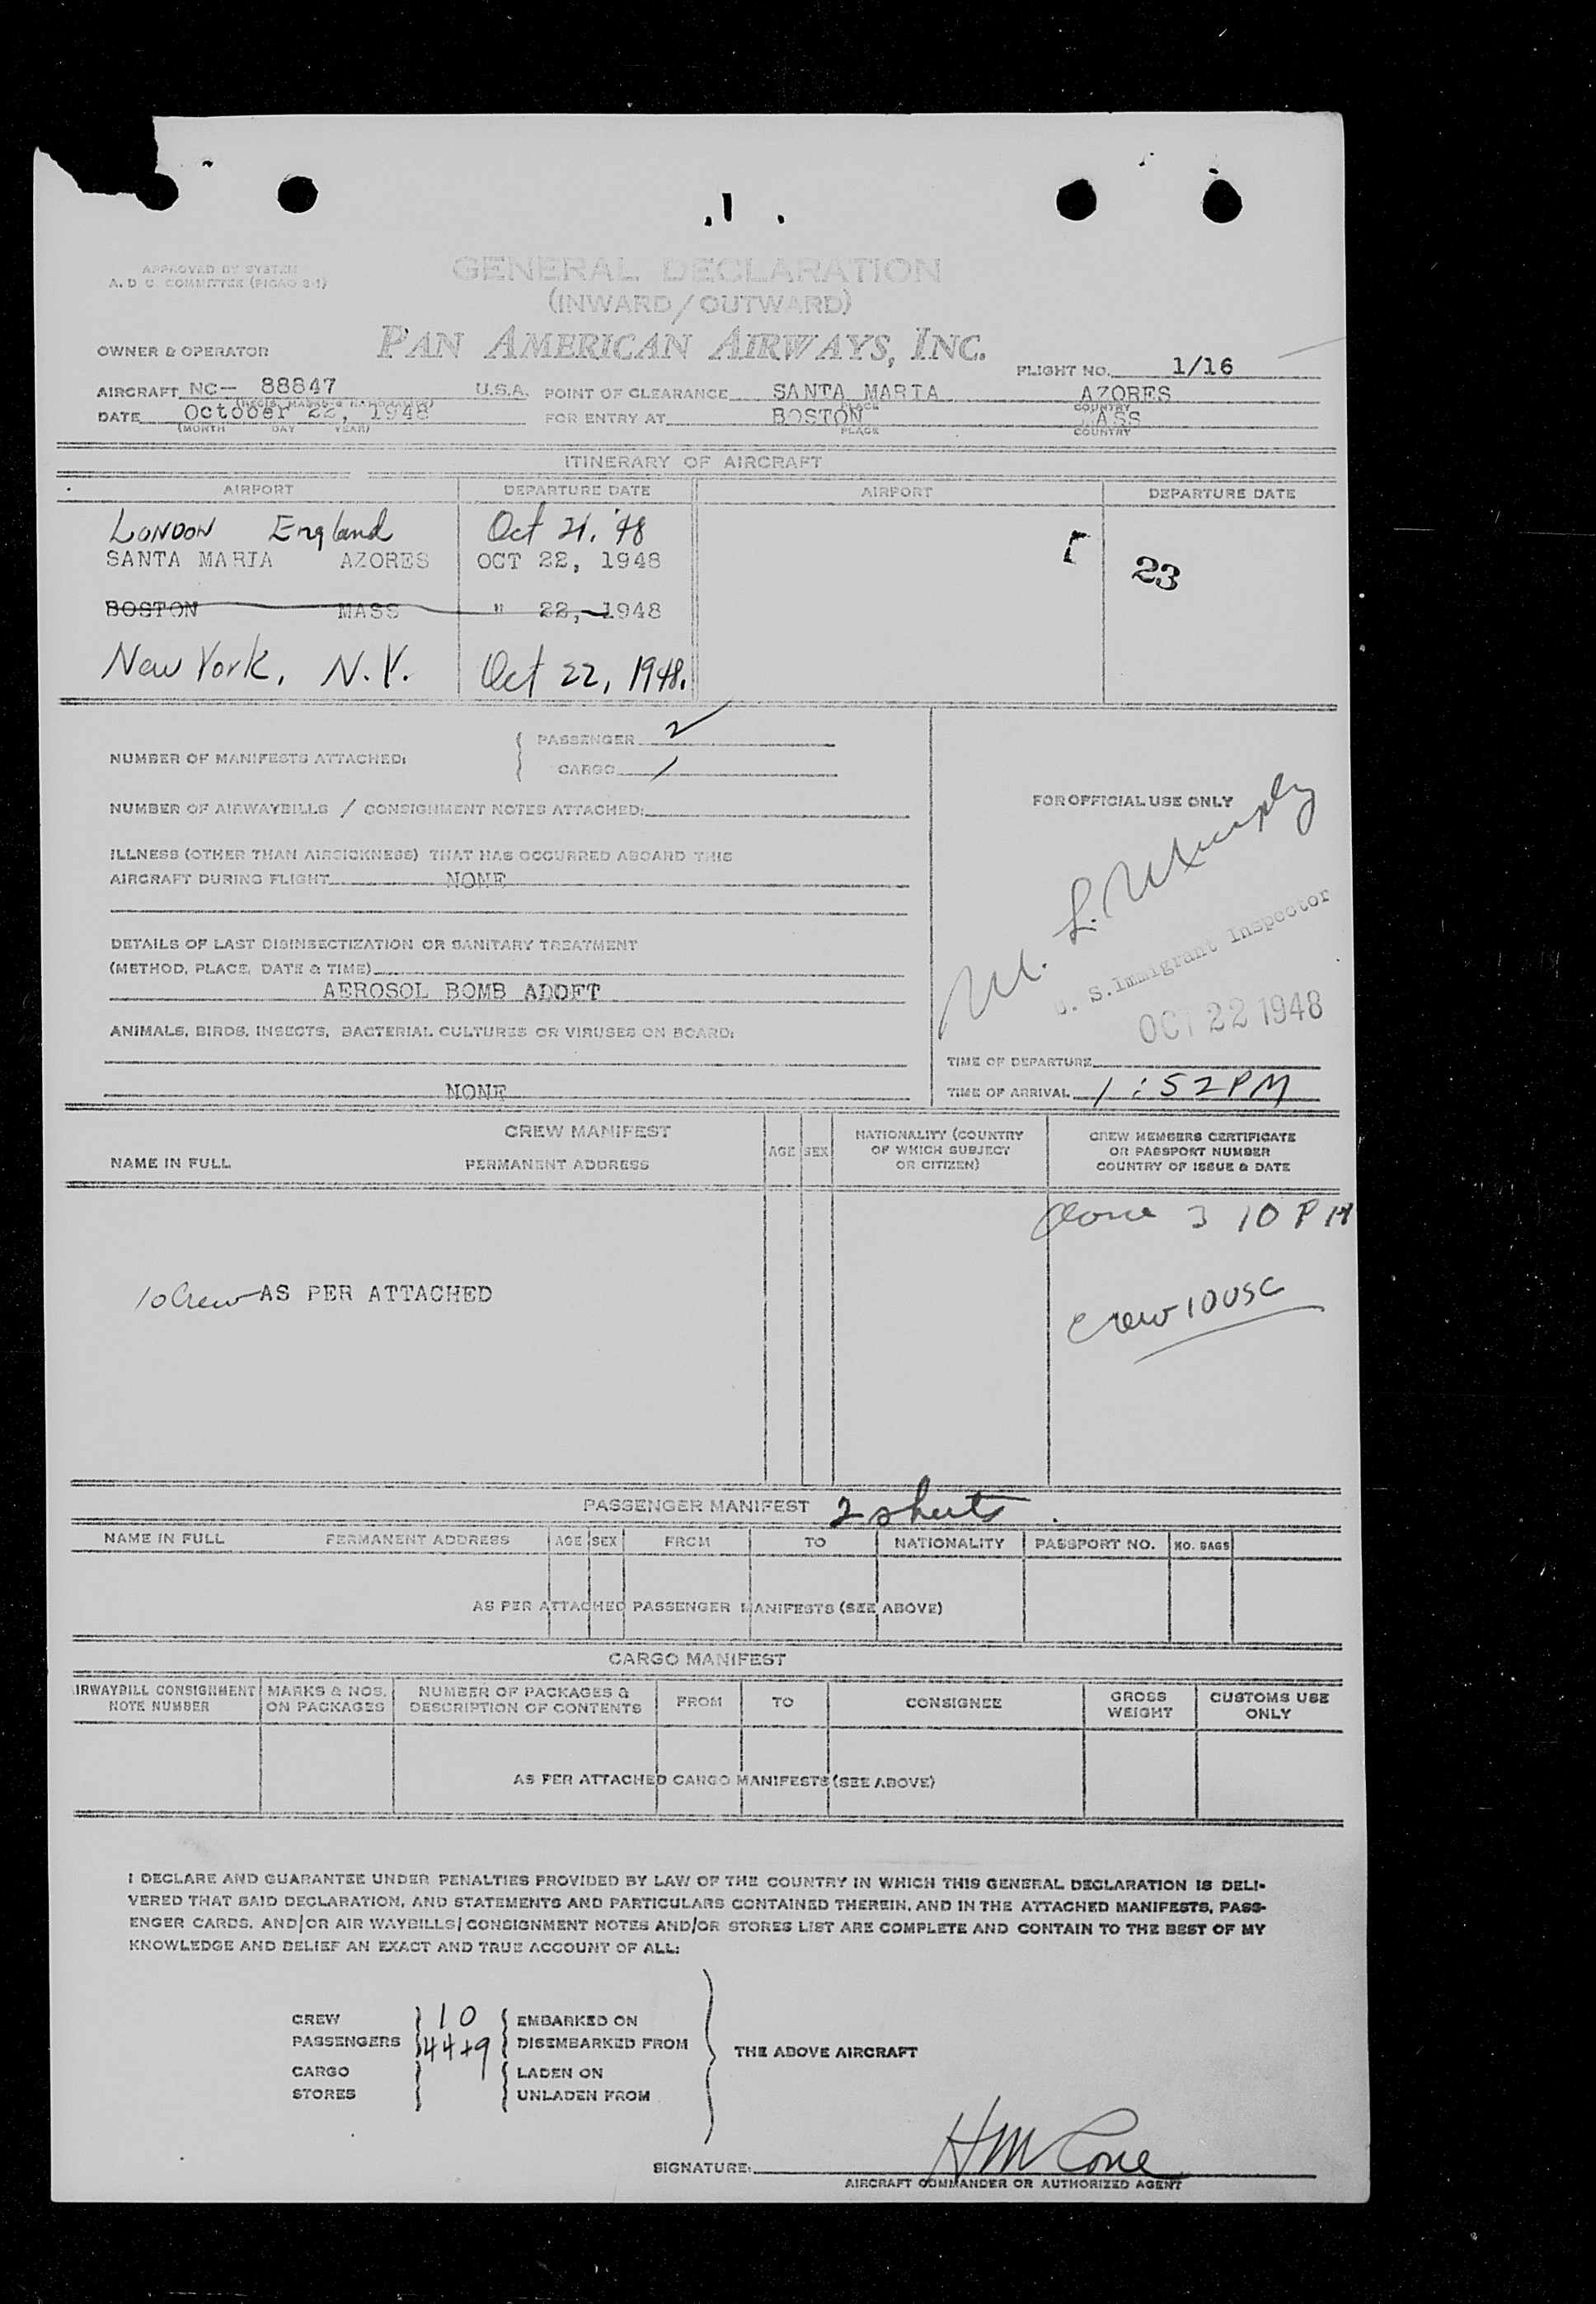 .1 .
APPROVED BY SYSTEM
A. D C. COMMITTEE (PICAO 2-1)
GENERAL DECLARATION
(INWARD/OUTWARD)
OWNER & OPERATOR PAN AMERICAN AIRWAYS, INC.
FLIGHT NO. 1/16
AIRCRAFT NC- 88847 U.S.A. POINT OF CLEARANCE SANTA MARIA AZORES
PLACE COUNTRY
DATE October 22, 1948 FOR ENTRY AT BOSTON ASS
(MONTH DAY YEAR) PLACE COUNTRY
ITINERARY OF AIRCRAFT
AIRPORT DEPARTURE DATE AIRPORT DEPARTURE DATE
LONDON England Oct 21. '48
SANTA MARIA AZORES OCT 22, 1948 23
BOSTON MASS " 22, 1948
New York, N.Y. Oct 22, 1948.
NUMBER OF MANIFESTS ATTACHED: PASSENGER 2
CARGO 1
FOR OFFICIAL USE ONLY
NUMBER OF AIRWAYBILLS / CONSIGNMENT NOTES ATTACHED:
ILLNESS (OTHER THAN AIRSICKNESS) THAT HAS OCCURRED ABOARD THIS
AIRCRAFT DURING FLIGHT NONE
M. L. Murphy
U. S. Immigrant Inspector
OCT 22 1948
DETAILS OF LAST DISINSECTIZATION OR SANITARY TREATMENT
(METHOD, PLACE, DATE & TIME)
AEROSOL BOMB ADDFT
ANIMALS, BIRDS, INSECTS, BACTERIAL CULTURES OR VIRUSES ON BOARD:
NONE
TIME OF DEPARTURE
TIME OF ARRIVAL 1:52PM
CREW MANIFEST
NAME IN FULL PERMANENT ADDRESS AGE SEX NATIONALITY (COUNTRY OF WHICH SUBJECT OR CITIZEN) CREW MEMBERS CERTIFICATE OR PASSPORT NUMBER COUNTRY OF ISSUE & DATE
3 10 PM
10 Crew AS PER ATTACHED
Crew 10 USC
PASSENGER MANIFEST 2 sheets
NAME IN FULL PERMANENT ADDRESS AGE SEX FROM TO NATIONALITY PASSPORT NO. NO. BAGS
AS PER ATTACHED PASSENGER MANIFESTS (SEE ABOVE)
CARGO MANIFEST
IRWAYBILL CONSIGNMENT NOTE NUMBER MARKS & NOS. ON PACKAGES NUMBER OF PACKAGES & DESCRIPTION OF CONTENTS FROM TO CONSIGNEE GROSS WEIGHT CUSTOMS USE ONLY
AS PER ATTACHED CARGO MANIFESTS (SEE ABOVE)
I DECLARE AND GUARANTEE UNDER PENALTIES PROVIDED BY LAW OF THE COUNTRY IN WHICH THIS GENERAL DECLARATION IS DELI-
VERED THAT SAID DECLARATION, AND STATEMENTS AND PARTICULARS CONTAINED THEREIN, AND IN THE ATTACHED MANIFESTS, PASS-
ENGER CARDS, AND/OR AIR WAYBILLS/CONSIGNMENT NOTES AND/OR STORES LIST ARE COMPLETE AND CONTAIN TO THE BEST OF MY
KNOWLEDGE AND BELIEF AN EXACT AND TRUE ACCOUNT OF ALL:
CREW 10 EMBARKED ON
PASSENGERS 44+9 DISEMBARKED FROM
THE ABOVE AIRCRAFT
CARGO LADEN ON
STORES UNLADEN FROM
SIGNATURE: HM Cone
AIRCRAFT COMMANDER OR AUTHORIZED AGENT